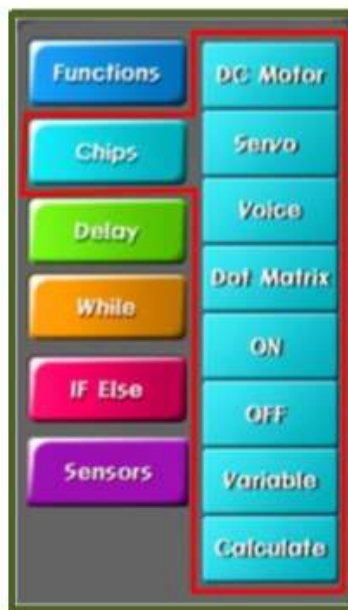 Functions
Chips
Delay
While
IF Else
Sensors
DC Motor
Servo
Voice
Dot Matrix
ON
OFF
Variable
Calculate